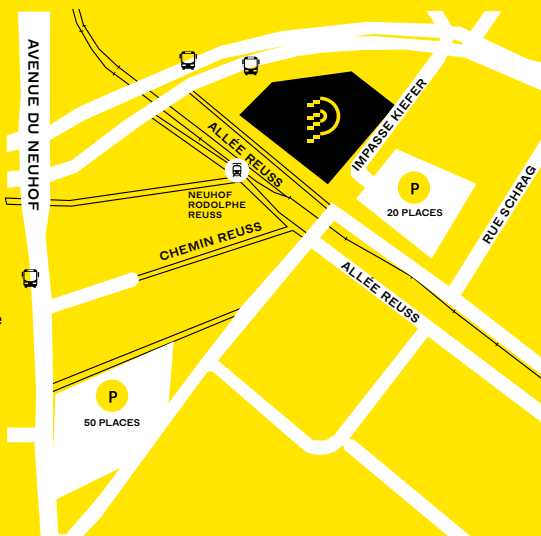 AVENUE DU NEUHOF
ALLÉE REUSS
IMPASSE KIEFER
P
20 PLACES
RUE SCHRAG
NEUHOF
RODOLPHE
REUSS
CHEMIN REUSS
ALLÉE REUSS
P
50 PLACES